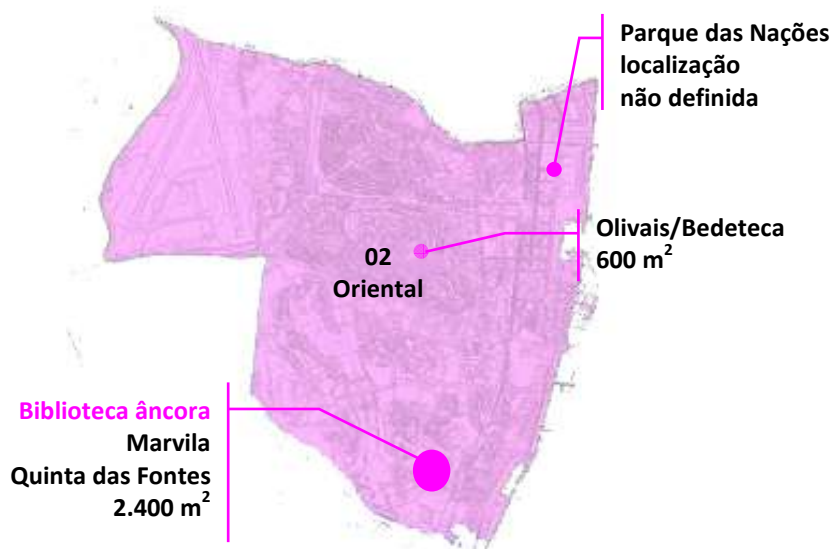 Parque das Nações
localização
não definida
Olivais/Bedeteca
600 m²
02
Oriental
Biblioteca âncora
Marvila
Quinta das Fontes
2.400 m²